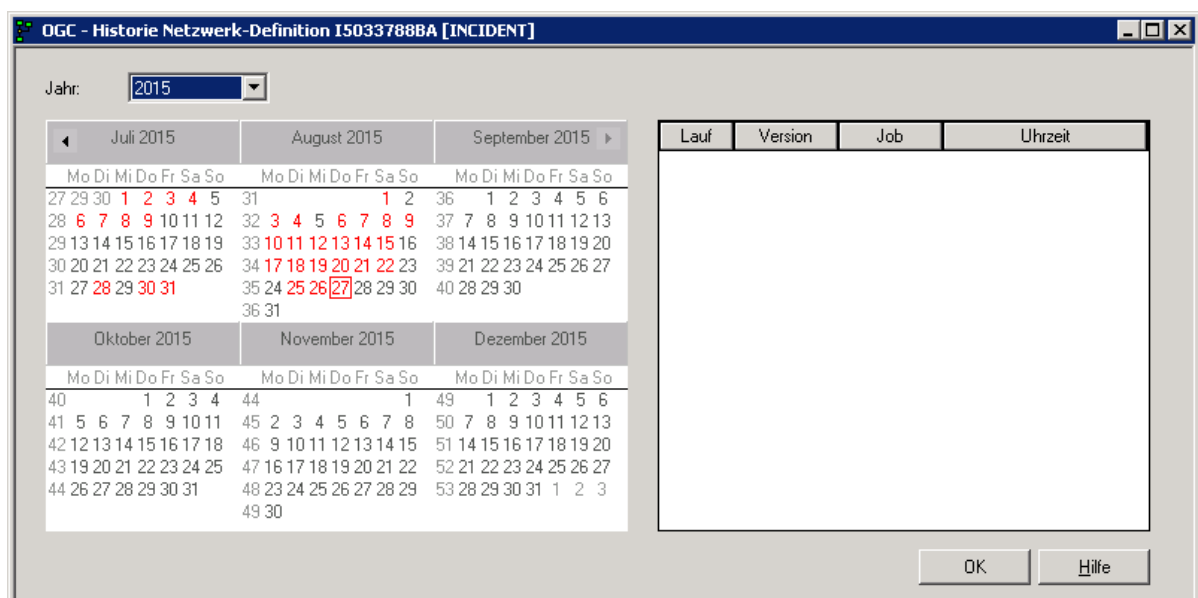 OGC - Historie Netzwerk-Definition I5033788BA [INCIDENT]
Jahr: 2015
Juli 2015 August 2015 September 2015
Lauf Version Job Uhrzeit
Mo Di Mi Do Fr Sa So Mo Di Mi Do Fr Sa So Mo Di Mi Do Fr Sa So
27 29 30 1 2 3 4 5 31 1 2 36 1 2 3 4 5 6
28 6 7 8 9 10 11 12 32 3 4 5 6 7 8 9 37 7 8 9 10 11 12 13
29 13 14 15 16 17 18 19 33 10 11 12 13 14 15 16 38 14 15 16 17 18 19 20
30 20 21 22 23 24 25 26 34 17 18 19 20 21 22 23 39 21 22 23 24 25 26 27
31 27 28 29 30 31 35 24 25 26 27 28 29 30 40 28 29 30
36 31
Oktober 2015 November 2015 Dezember 2015
Mo Di Mi Do Fr Sa So Mo Di Mi Do Fr Sa So Mo Di Mi Do Fr Sa So
40 1 2 3 4 44 1 49 1 2 3 4 5 6
41 5 6 7 8 9 10 11 45 2 3 4 5 6 7 8 50 7 8 9 10 11 12 13
42 12 13 14 15 16 17 18 46 9 10 11 12 13 14 15 51 14 15 16 17 18 19 20
43 19 20 21 22 23 24 25 47 16 17 18 19 20 21 22 52 21 22 23 24 25 26 27
44 26 27 28 29 30 31 48 23 24 25 26 27 28 29 53 28 29 30 31 1 2 3
49 30
OK Hilfe